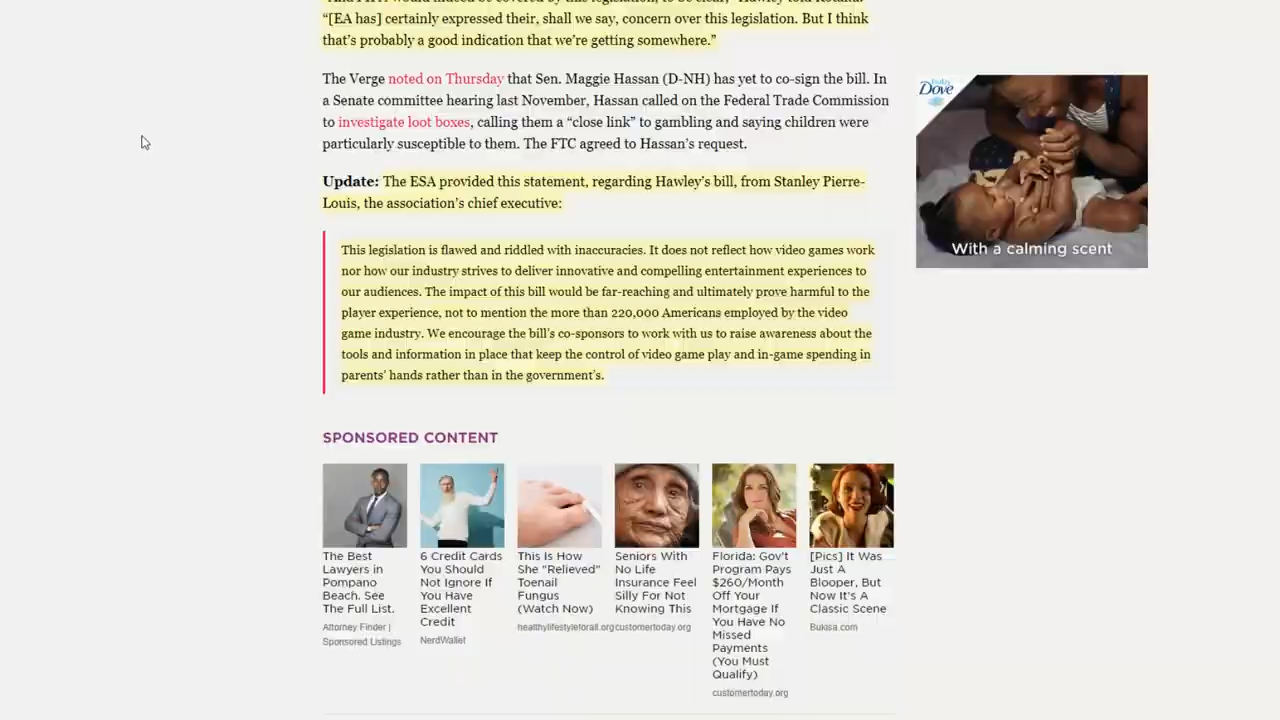 "[EA has] certainly expressed their, shall we say, concern over this legislation. But I think
that's probably a good indication that we're getting somewhere."
The Verge noted on Thursday that Sen. Maggie Hassan (D-NH) has yet to co-sign the bill. In
a Senate committee hearing last November, Hassan called on the Federal Trade Commission
to investigate loot boxes, calling them a “close link” to gambling and saying children were
particularly susceptible to them. The FTC agreed to Hassan’s request.
Update: The ESA provided this statement, regarding Hawley’s bill, from Stanley Pierre-
Louis, the association’s chief executive:
This legislation is flawed and riddled with inaccuracies. It does not reflect how video games work
nor how our industry strives to deliver innovative and compelling entertainment experiences to
our audiences. The impact of this bill would be far-reaching and ultimately prove harmful to the
player experience, not to mention the more than 220,000 Americans employed by the video
game industry. We encourage the bill’s co-sponsors to work with us to raise awareness about the
tools and information in place that keep the control of video game play and in-game spending in
parents’ hands rather than in the government’s.
baby
Dove
With a calming scent
SPONSORED CONTENT
The Best
Lawyers in
Pompano
Beach. See
The Full List.
Attorney Finder |
Sponsored Listings
6 Credit Cards
You Should
Not Ignore If
You Have
Excellent
Credit
NerdWallet
This Is How
She "Relieved"
Toenail
Fungus
(Watch Now)
healthylifestyleforall.org
Seniors With
No Life
Insurance Feel
Silly For Not
Knowing This
customertoday.org
Florida: Gov't
Program Pays
$260/Month
Off Your
Mortgage If
You Have No
Missed
Payments
(You Must
Qualify)
customertoday.org
[Pics] It Was
Just A
Blooper, But
Now It's A
Classic Scene
Bukisa.com